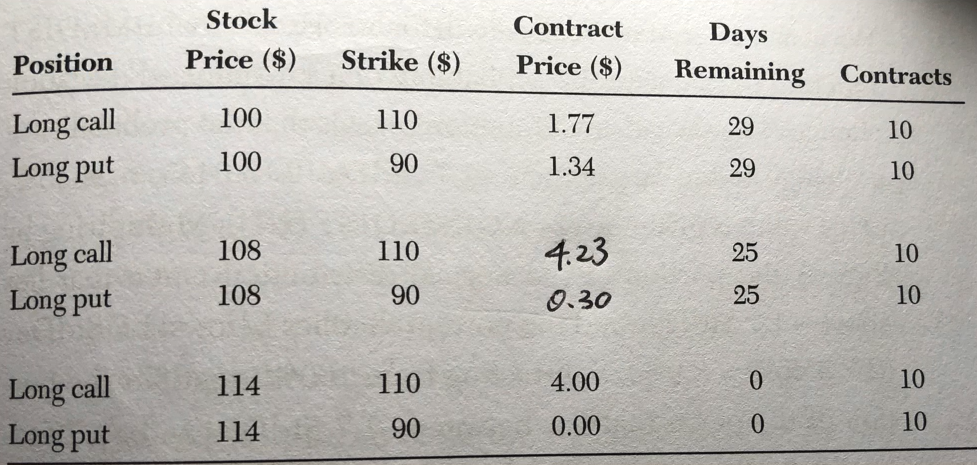 Position Stock Price ($) Strike ($) Contract Price ($) Days Remaining Contracts
Long call 100 110 1.77 29 10
Long put 100 90 1.34 29 10
Long call 108 110 4.23 25 10
Long put 108 90 0.30 25 10
Long call 114 110 4.00 0 10
Long put 114 90 0.00 0 10